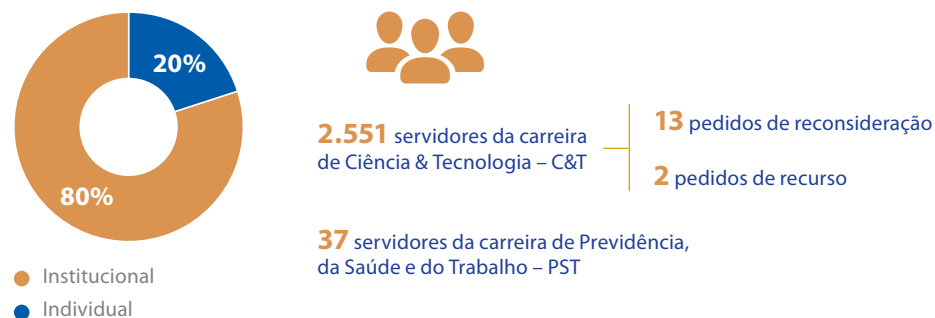 20%
80%
Institucional
Individual
2.551 servidores da carreira
de Ciência & Tecnologia – C&T
13 pedidos de reconsideração
2 pedidos de recurso
37 servidores da carreira de Previdência,
da Saúde e do Trabalho – PST